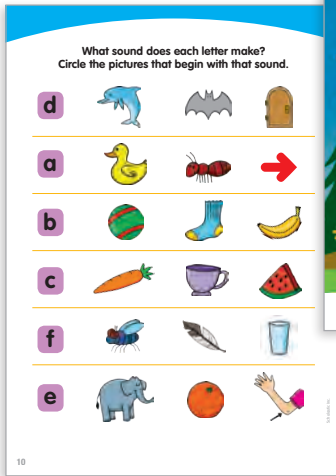 What sound does each letter make?
Circle the pictures that begin with that sound.
d
a
b
c
f
e
10